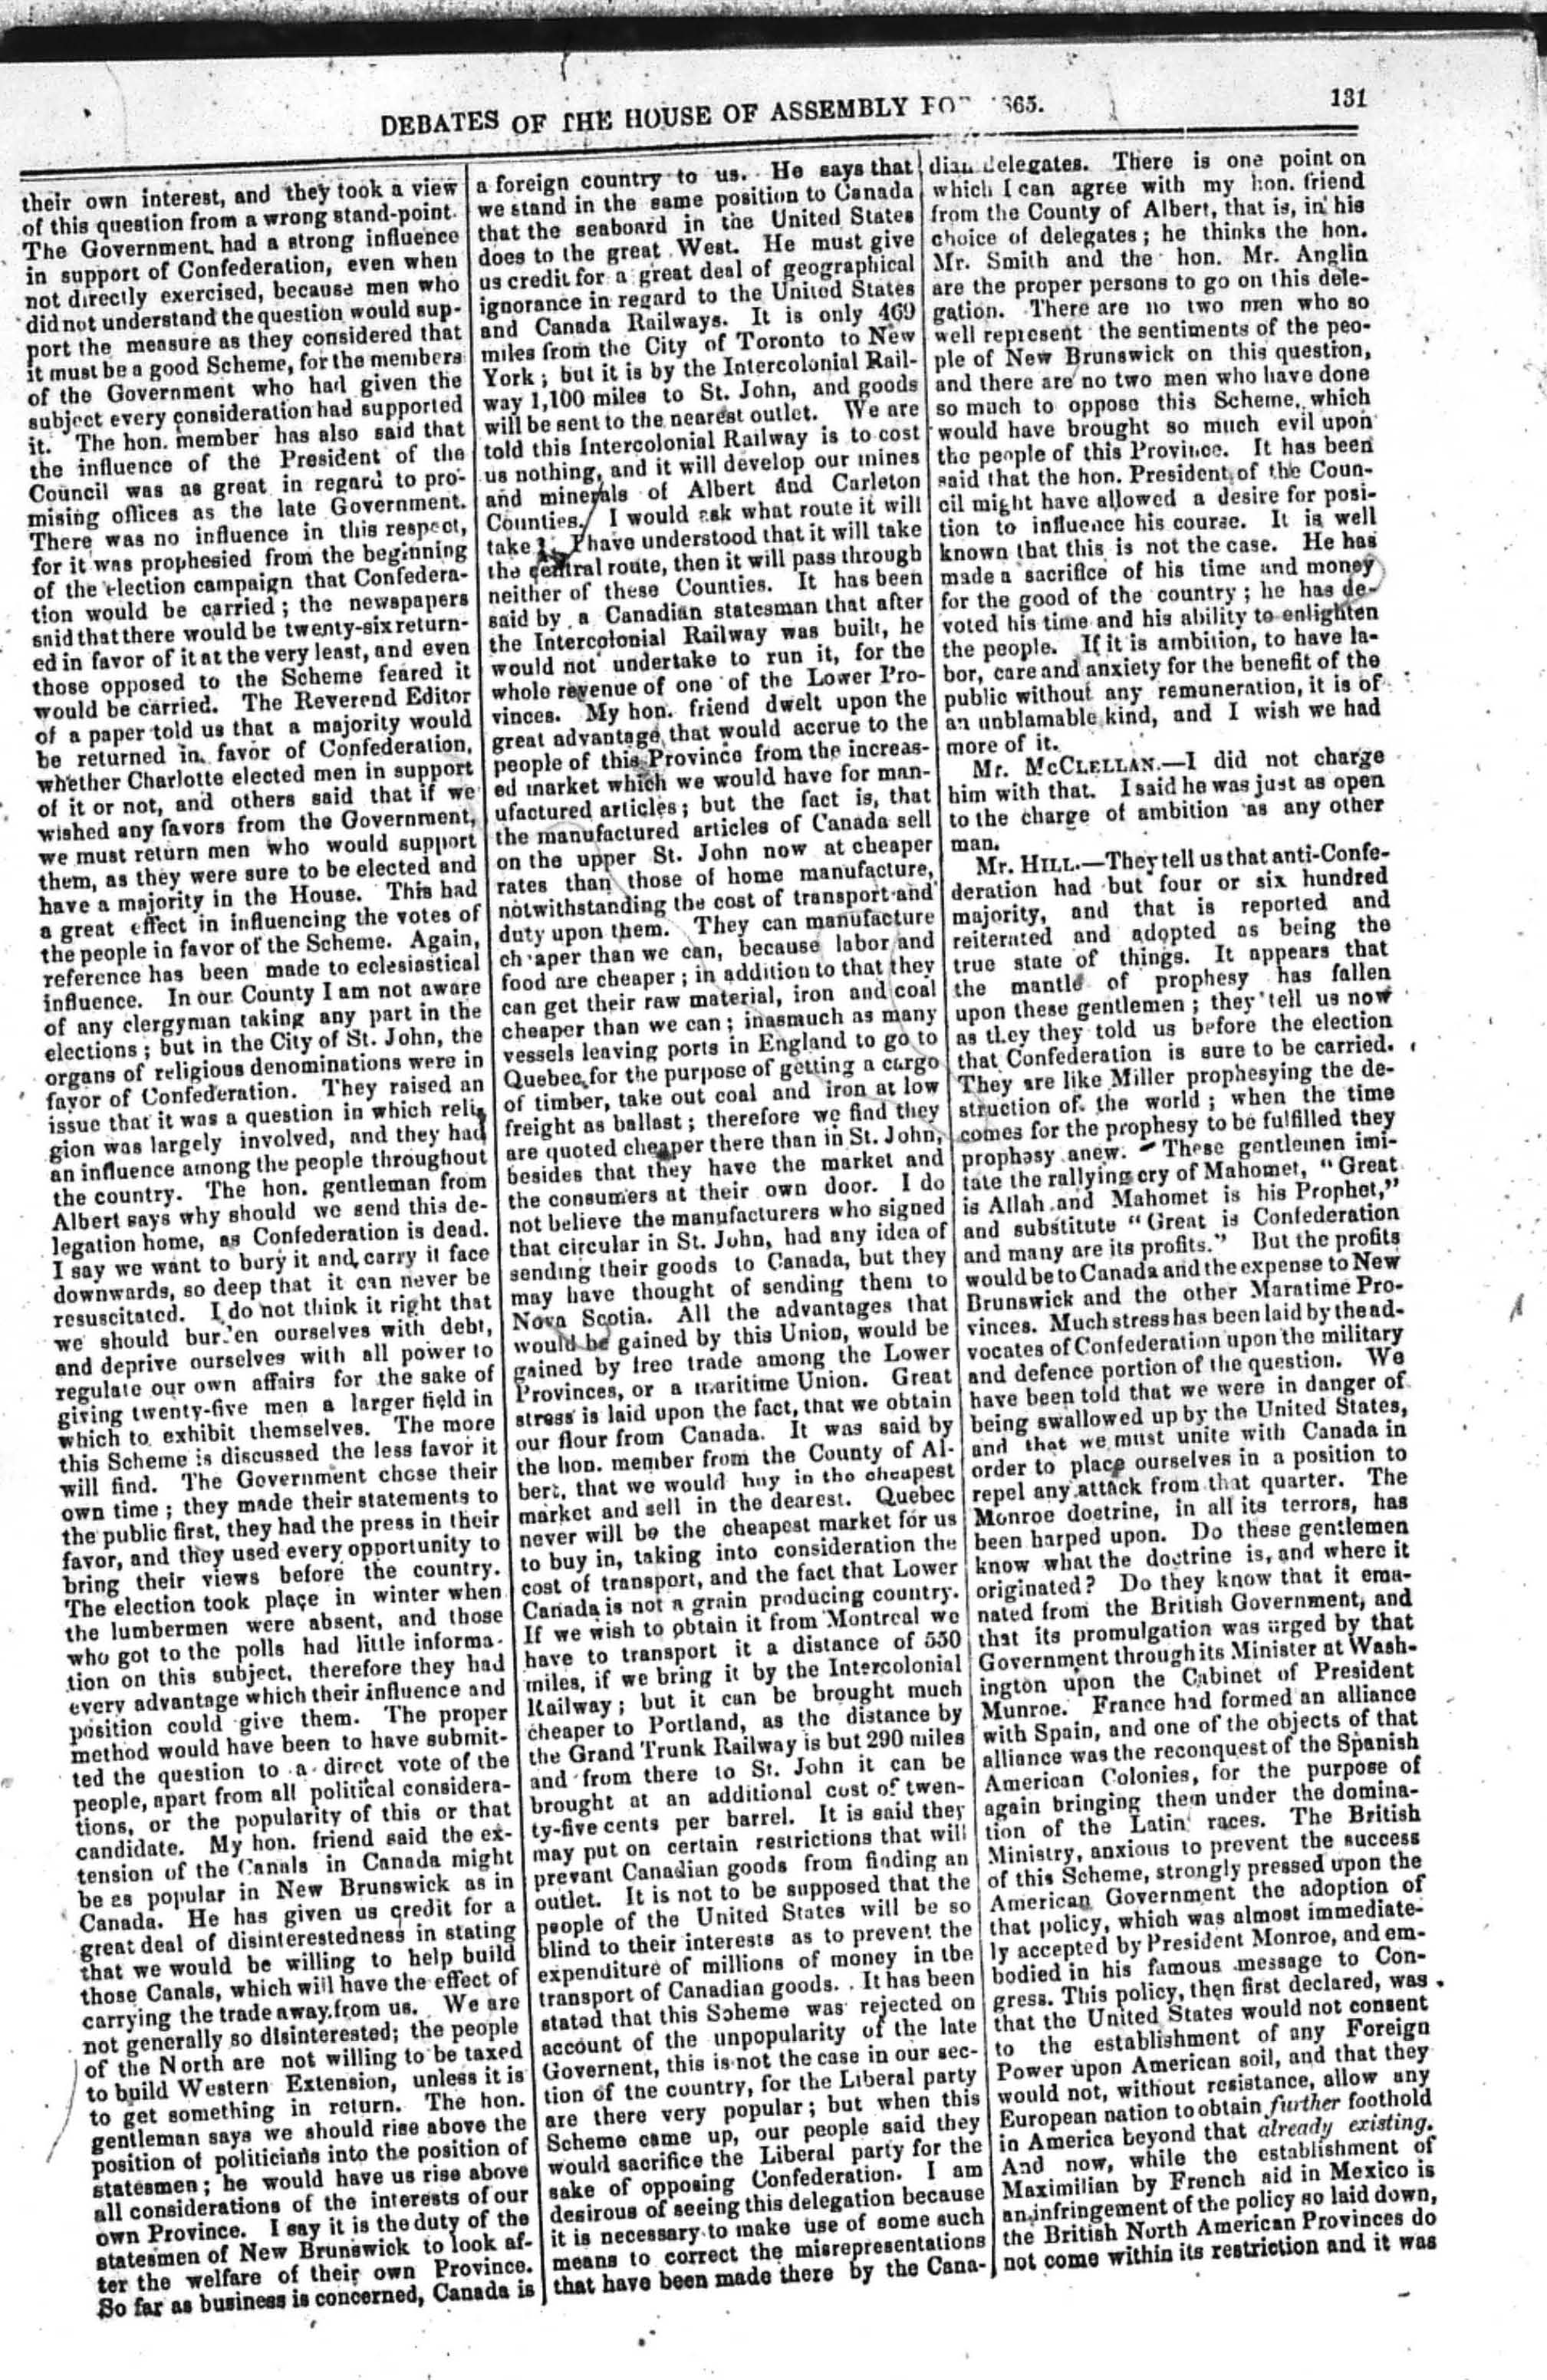 DEBATES OF THE HOUSE OF ASSEMBLY FOR 1865.
131
their own interest, and they took a view
of this question from a wrong stand-point.
The Government had a strong influence
in support of Confederation, even when
not directly exercised, because men who
did not understand the question would sup-
port the measure as they considered that
it must be a good Scheme, for the members
of the Government who had given the
subject every consideration had supported
it. The hon. member has also said that
the influence of the President of the
Council was as great in regard to pro-
mising offices as the late Government.
There was no influence in this respect,
for it was prophesied from the beginning
of the election campaign that Confedera-
tion would be carried; the newspapers
said that there would be twenty-six return-
ed in favor of it at the very least, and even
those opposed to the Scheme feared it
would be carried. The Reverend Editor
of a paper told us that a majority would
be returned in favor of Confederation,
whether Charlotte elected men in support
of it or not, and others said that if we
wished any favors from the Government,
we must return men who would support
them, as they were sure to be elected and
have a majority in the House. This had
a great effect in influencing the votes of
the people in favor of the Scheme. Again,
reference has been made to eclesiastical
influence. In our County I am not aware
of any clergyman taking any part in the
elections; but in the City of St. John, the
organs of religious denominations were in
favor of Confederation. They raised an
issue that it was a question in which reli-
gion was largely involved, and they had
an influence among the people throughout
the country. The hon. gentleman from
Albert says why should we send this de-
legation home, as Confederation is dead.
I say we want to bury it and carry it face
downwards, so deep that it can never be
resuscitated. I do not think it right that
we should burden ourselves with debt,
and deprive ourselves with all power to
regulate our own affairs for the sake of
giving twenty-five men a larger field in
which to exhibit themselves. The more
this Scheme is discussed the less favor it
will find. The Government chose their
own time; they made their statements to
the public first, they had the press in their
favor, and they used every opportunity to
bring their views before the country.
The election took place in winter when
the lumbermen were absent, and those
who got to the polls had little informa-
tion on this subject, therefore they had
every advantage which their influence and
position could give them. The proper
method would have been to have submit-
ted the question to a direct vote of the
people, apart from all political considera-
tions, or the popularity of this or that
candidate. My hon. friend said the ex-
tension of the Canals in Canada might
be as popular in New Brunswick as in
Canada. He has given us credit for a
great deal of disinterestedness in stating
that we would be willing to help build
those Canals, which will have the effect of
carrying the trade away from us. We are
not generally so disinterested; the people
of the North are not willing to be taxed
to build Western Extension, unless it is
to get something in return. The hon.
gentleman says we should rise above the
position of politicians into the position of
statesmen; he would have us rise above
all considerations of the interests of our
own Province. I say it is the duty of the
statesmen of New Brunswick to look af-
ter the welfare of their own Province.
So far as business is concerned, Canada is
a foreign country to us. He says that
we stand in the same position to Canada
that the seaboard in the United States
does to the great West. He must give
us credit for a great deal of geographical
ignorance in regard to the United States
and Canada Railways. It is only 469
miles from the City of Toronto to New
York; but it is by the Intercolonial Rail-
way 1,100 miles to St. John, and goods
will be sent to the nearest outlet. We are
told this Intercolonial Railway is to cost
us nothing, and it will develop our mines
and minerals of Albert and Carleton
Counties. I would ask what route it will
take? I have understood that it will take
the central route, then it will pass through
neither of these Counties. It has been
said by a Canadian statesman that after
the Intercolonial Railway was built, he
would not undertake to run it, for the
whole revenue of one of the Lower Pro-
vinces. My hon. friend dwelt upon the
great advantage that would accrue to the
people of this Province from the increas-
ed market which we would have for man-
ufactured articles; but the fact is, that
the manufactured articles of Canada sell
on the upper St. John now at cheaper
rates than those of home manufacture,
notwithstanding the cost of transport and
duty upon them. They can manufacture
cheaper than we can, because labor and
food are cheaper; in addition to that they
can get their raw material, iron and coal
cheaper than we can; inasmuch as many
vessels leaving ports in England to go to
Quebec, for the purpose of getting a cargo
of timber, take out coal and iron at low
freight as ballast; therefore we find they
are quoted cheaper there than in St. John,
besides that they have the market and
the consumers at their own door. I do
not believe the manufacturers who signed
that circular in St. John, had any idea of
sending their goods to Canada, but they
may have thought of sending them to
Nova Scotia. All the advantages that
would be gained by this Union, would be
gained by free trade among the Lower
Provinces, or a maritime Union. Great
stress is laid upon the fact, that we obtain
our flour from Canada. It was said by
the hon. member from the County of Al-
bert, that we would buy in the cheapest
market and sell in the dearest. Quebec
never will be the cheapest market for us
to buy in, taking into consideration the
cost of transport, and the fact that Lower
Canada is not a grain producing country.
If we wish to obtain it from Montreal we
have to transport it a distance of 550
miles, if we bring it by the Intercolonial
Railway; but it can be brought much
cheaper to Portland, as the distance by
the Grand Trunk Railway is but 290 miles
and from there to St. John it can be
brought at an additional cost of twen-
ty-five cents per barrel. It is said they
may put on certain restrictions that will
prevant Canadian goods from finding an
outlet. It is not to be supposed that the
people of the United States will be so
blind to their interests as to prevent the
expenditure of millions of money in the
transport of Canadian goods. It has been
stated that this Scheme was rejected on
account of the unpopularity of the late
Governent, this is not the case in our sec-
tion of the country, for the Liberal party
are there very popular; but when this
Scheme came up, our people said they
would sacrifice the Liberal party for the
sake of opposing Confederation. I am
desirous of seeing this delegation because
it is necessary to make use of some such
means to correct the misrepresentations
that have been made there by the Cana-
dian delegates. There is one point on
which I can agree with my hon. friend
from the County of Albert, that is, in his
choice of delegates; he thinks the hon.
Mr. Smith and the hon. Mr. Anglin
are the proper persons to go on this dele-
gation. There are no two men who so
well represent the sentiments of the peo-
ple of New Brunswick on this question,
and there are no two men who have done
so much to oppose this Scheme, which
would have brought so much evil upon
the people of this Province. It has been
said that the hon. President of the Coun-
cil might have allowed a desire for posi-
tion to influence his course. It is well
known that this is not the case. He has
made a sacrifice of his time and money
for the good of the country; he has de-
voted his time and his ability to enlighten
the people. If it is ambition, to have la-
bor, care and anxiety for the benefit of the
public without any remuneration, it is of
an unblamable kind, and I wish we had
more of it.
Mr. McCLELLAN.—I did not charge
him with that. I said he was just as open
to the charge of ambition as any other
man.
Mr. HILL.—They tell us that anti-Confe-
deration had but four or six hundred
majority, and that is reported and
reiterated and adopted as being the
true state of things. It appears that
the mantle of prophesy has fallen
upon these gentlemen; they tell us now
as they they told us before the election
that Confederation is sure to be carried.
They are like Miller prophesying the de-
struction of the world; when the time
comes for the prophesy to be fulfilled they
prophasy anew. These gentlemen imi-
tate the rallying cry of Mahomet, "Great
is Allah and Mahomet is his Prophet,"
and substitute "Great is Confederation
and many are its profits." But the profits
would be to Canada and the expense to New
Brunswick and the other Maratime Pro-
vinces. Much stress has been laid by the ad-
vocates of Confederation upon the military
and defence portion of the question. We
have been told that we were in danger of
being swallowed up by the United States,
and that we must unite with Canada in
order to place ourselves in a position to
repel any attack from that quarter. The
Monroe doctrine, in all its terrors, has
been harped upon. Do these gentlemen
know what the doctrine is, and where it
originated? Do they know that it ema-
nated from the British Government, and
that its promulgation was urged by that
Government through its Minister at Wash-
ington upon the Cabinet of President
Munroe. France had formed an alliance
with Spain, and one of the objects of that
alliance was the reconquest of the Spanish
American Colonies, for the purpose of
again bringing them under the domina-
tion of the Latin races. The British
Ministry, anxious to prevent the success
of this Scheme, strongly pressed upon the
American Government the adoption of
that policy, which was almost immediate-
ly accepted by President Monroe, and em-
bodied in his famous message to Con-
gress. This policy, then first declared, was
that the United States would not consent
to the establishment of any Foreign
Power upon American soil, and that they
would not, without resistance, allow any
European nation to obtain further foothold
in America beyond that already existing.
And now, while the establishment of
Maximilian by French aid in Mexico is
an infringement of the policy so laid down,
the British North American Provinces do
not come within its restriction and it was